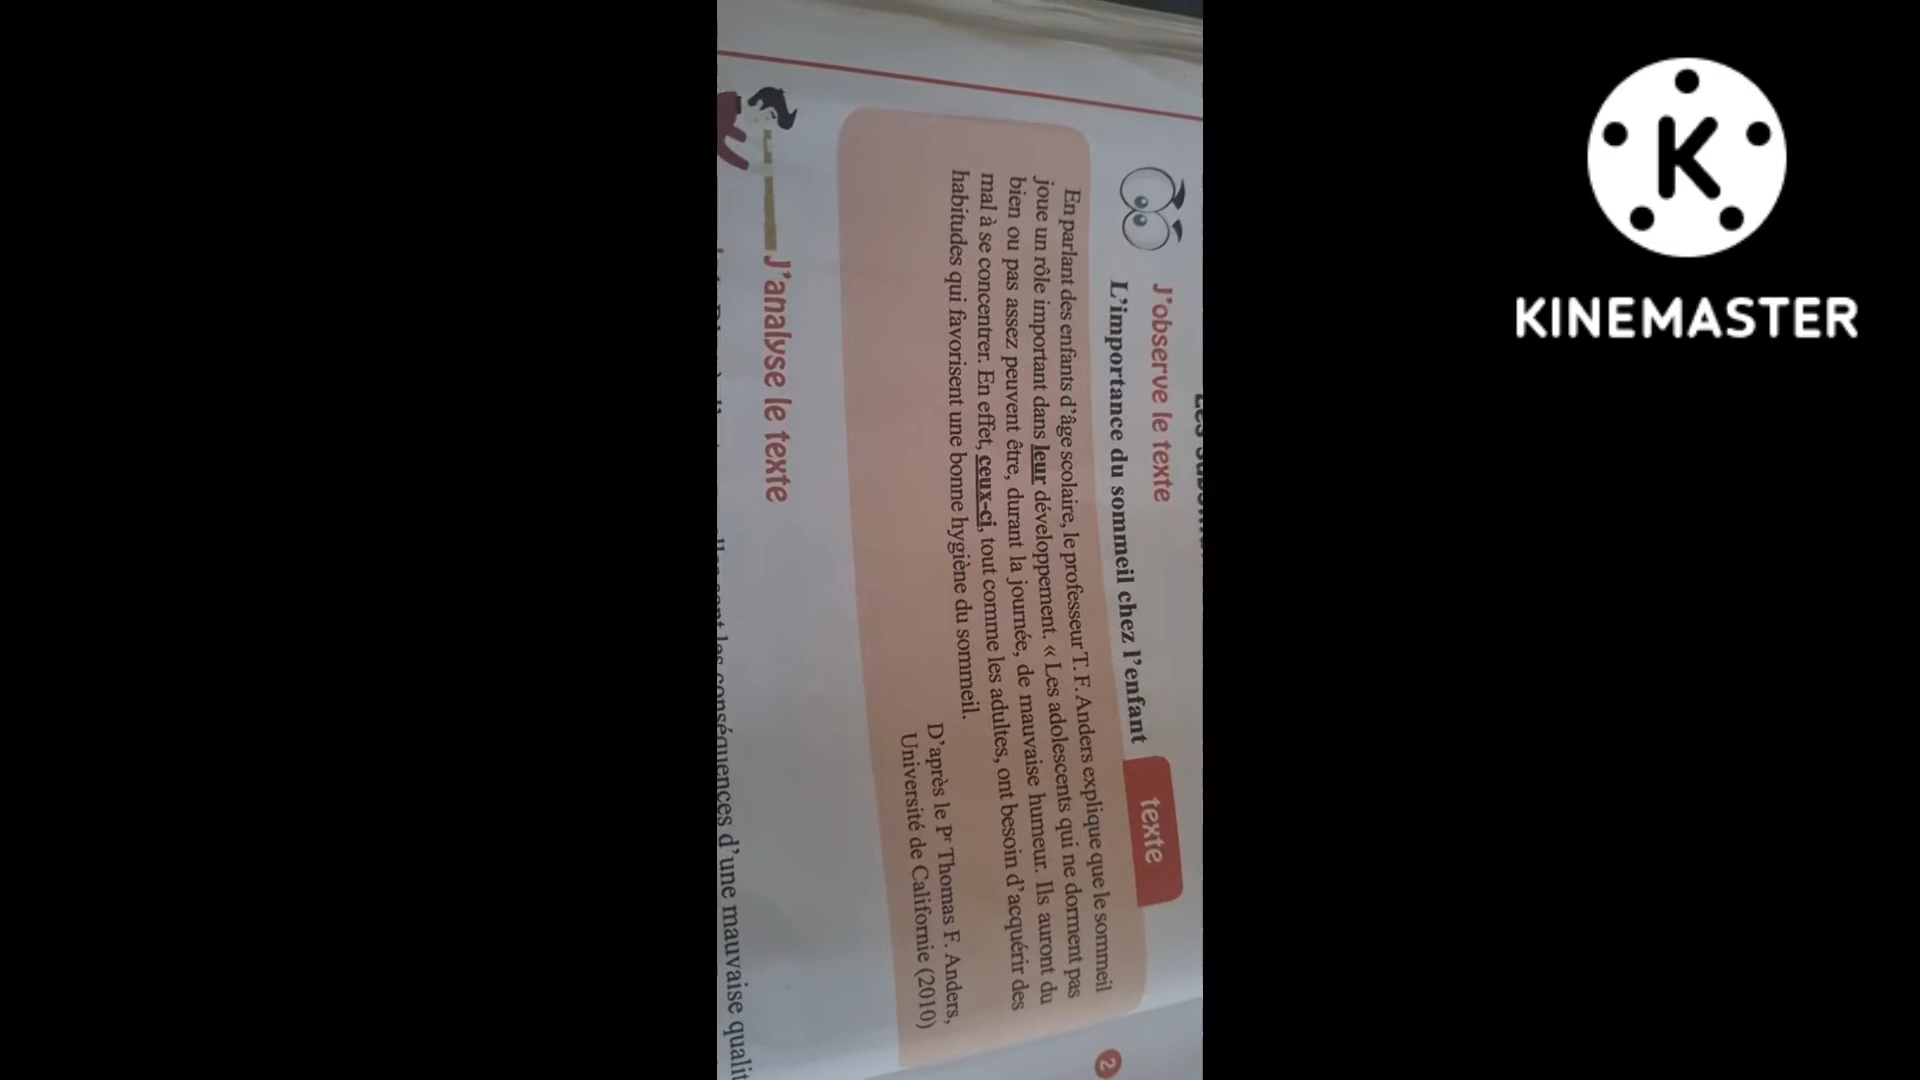 J'observe le texte
texte
2
L'importance du sommeil chez l'enfant
En parlant des enfants d'âge scolaire, le professeur T. F. Anders explique que le sommeil
joue un rôle important dans leur développement. « Les adolescents qui ne dorment pas
bien ou pas assez peuvent être, durant la journée, de mauvaise humeur. Ils auront du
mal à se concentrer. En effet, ceux-ci, tout comme les adultes, ont besoin d'acquérir des
habitudes qui favorisent une bonne hygiène du sommeil.
D'après le Pr Thomas F. Anders,
Université de Californie (2010)
J'analyse le texte
les conséquences d'une mauvaise
K
KINEMASTER